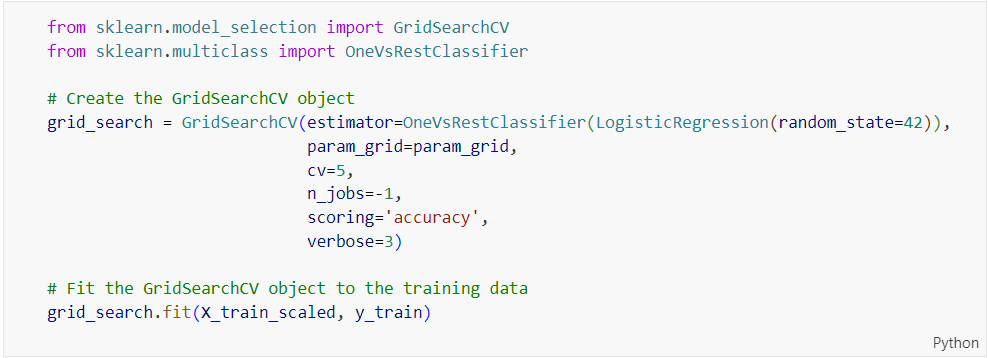 from sklearn.model_selection import GridSearchCV
from sklearn.multiclass import OneVsRestClassifier

# Create the GridSearchCV object
grid_search = GridSearchCV(estimator=OneVsRestClassifier(LogisticRegression(random_state=42)),
                           param_grid=param_grid,
                           cv=5,
                           n_jobs=-1,
                           scoring='accuracy',
                           verbose=3)

# Fit the GridSearchCV object to the training data
grid_search.fit(X_train_scaled, y_train)
Python